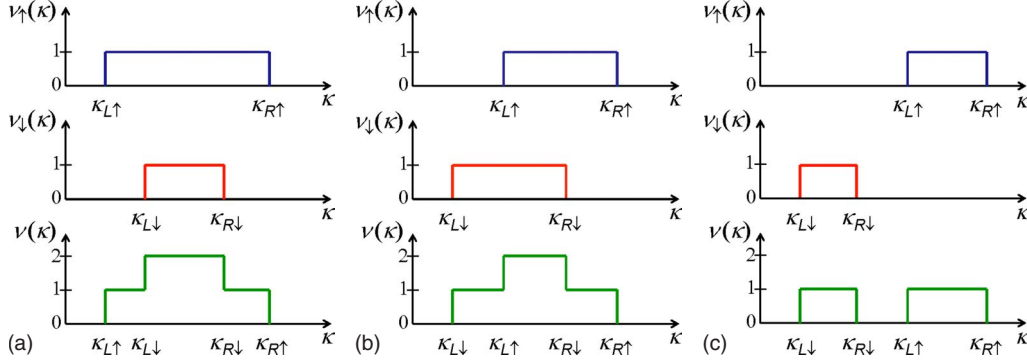 ν↑(κ) ν↑(κ) ν↑(κ)
1 1 1
0 0 0
κL↑ κR↑ κ κL↑ κR↑ κ κL↑ κR↑ κ
ν↓(κ) ν↓(κ) ν↓(κ)
1 1 1
0 0 0
κL↓ κR↓ κ κL↓ κR↓ κ κL↓ κR↓ κ
ν(κ) ν(κ) ν(κ)
2 2 2
1 1 1
0 0 0
(a) κL↑ κL↓ κR↓ κR↑ κ (b) κL↓ κL↑ κR↓ κR↑ κ (c) κL↓ κR↓ κL↑ κR↑ κ